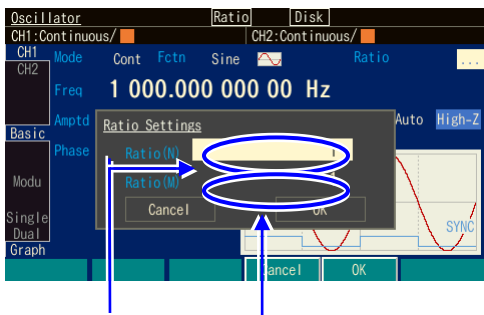 Oscillator Ratio Disk
CH1:Continuous/ CH2:Continuous/
CH1 Mode Cont Fctn Sine Ratio ...
CH2
Freq 1 000.000 000 00 Hz
Amptd Auto High-Z
Basic
Phase
Ratio Settings
Ratio(N)
Ratio(M)
Cancel OK
Modu
Single
Dual
SYNC
Graph
Cancel OK